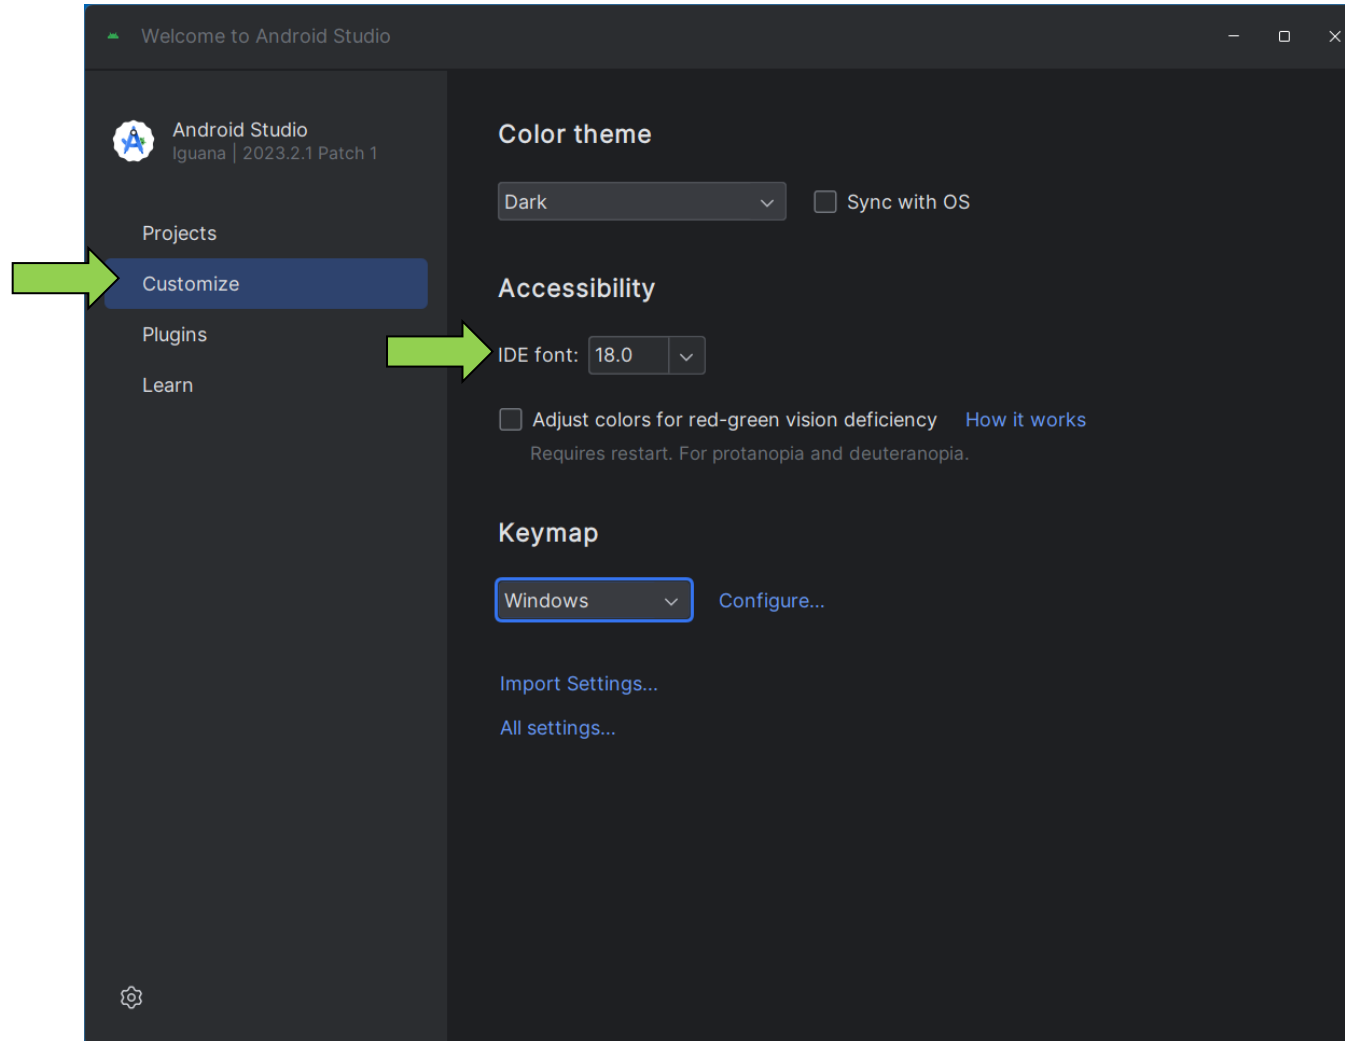 Welcome to Android Studio
Android Studio
Iguana | 2023.2.1 Patch 1
Projects
Customize
Plugins
Learn
Color theme
Dark
Sync with OS
Accessibility
IDE font: 18.0
Adjust colors for red-green vision deficiency How it works
Requires restart. For protanopia and deuteranopia.
Keymap
Windows
Configure...
Import Settings...
All settings...